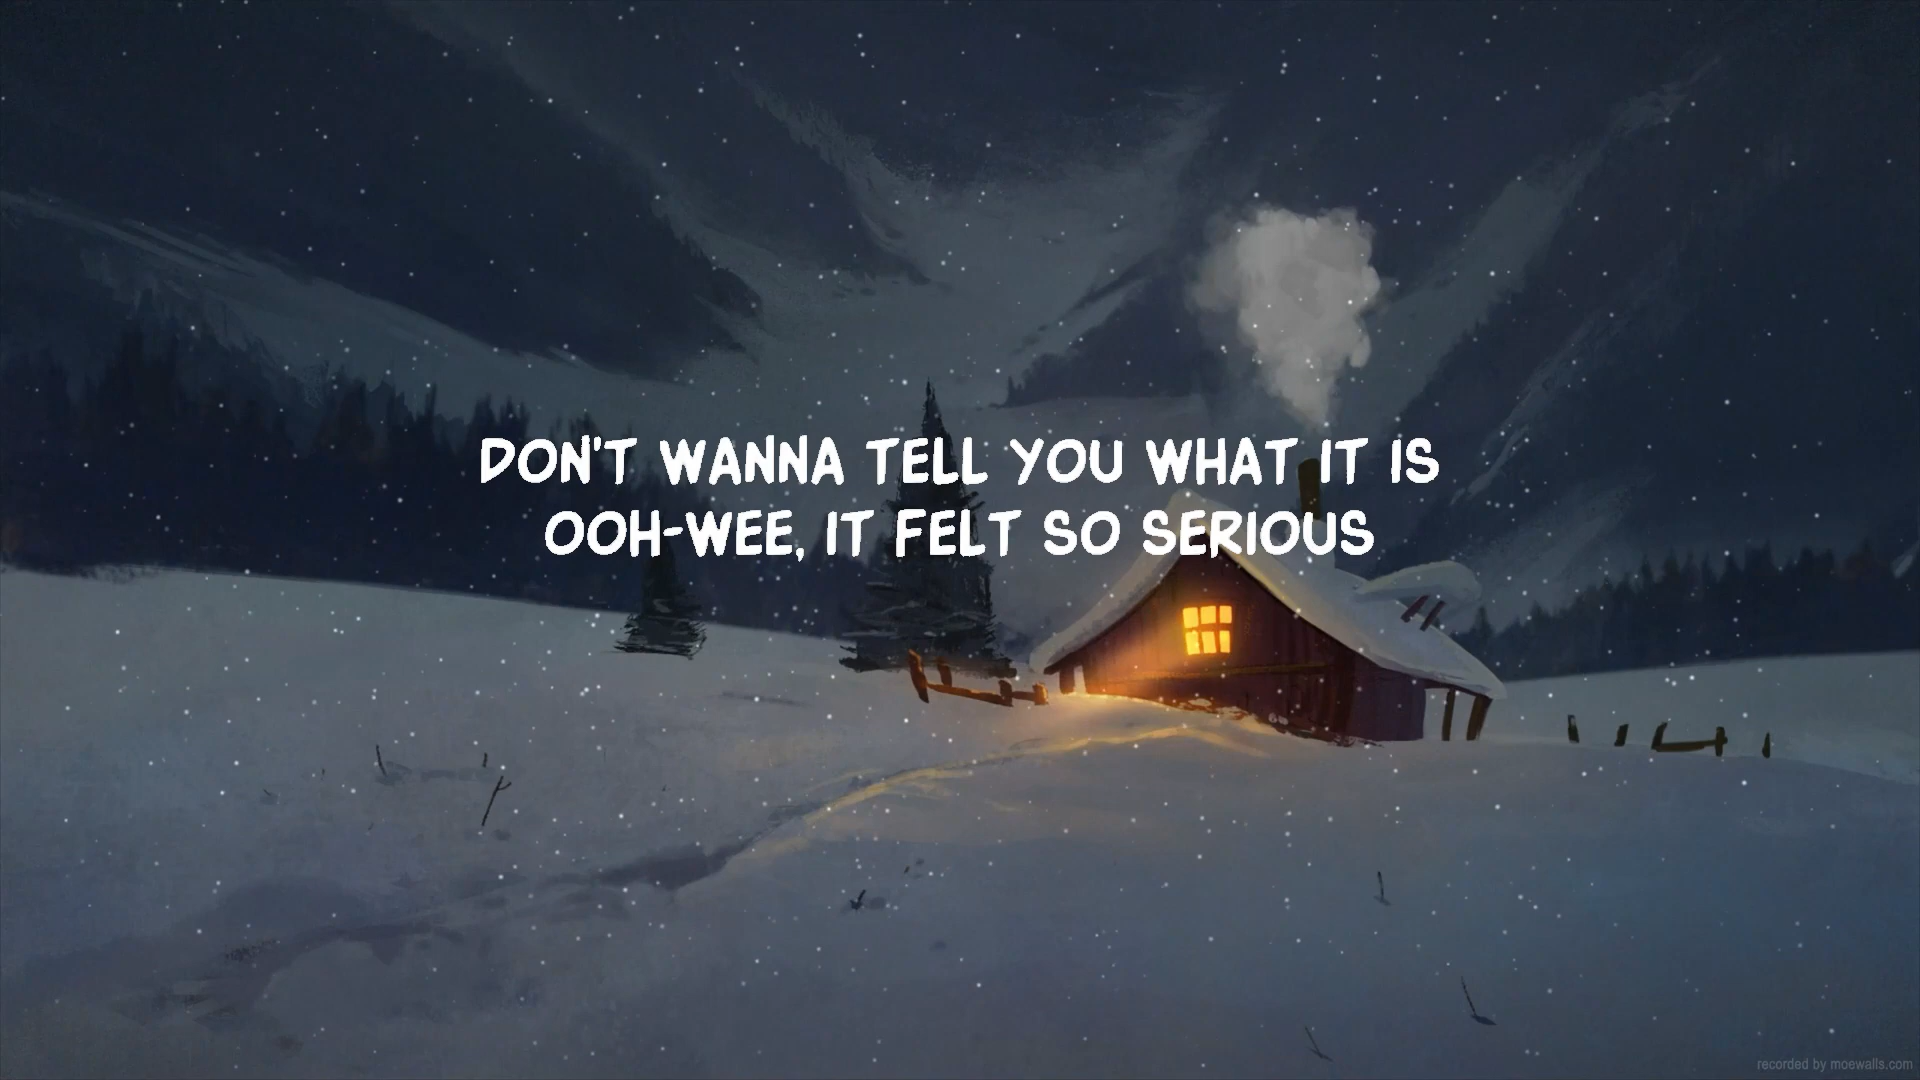 DON'T WANNA TELL YOU WHAT IT IS
OOH-WEE, IT FELT SO SERIOUS
recorded by moewalls.com